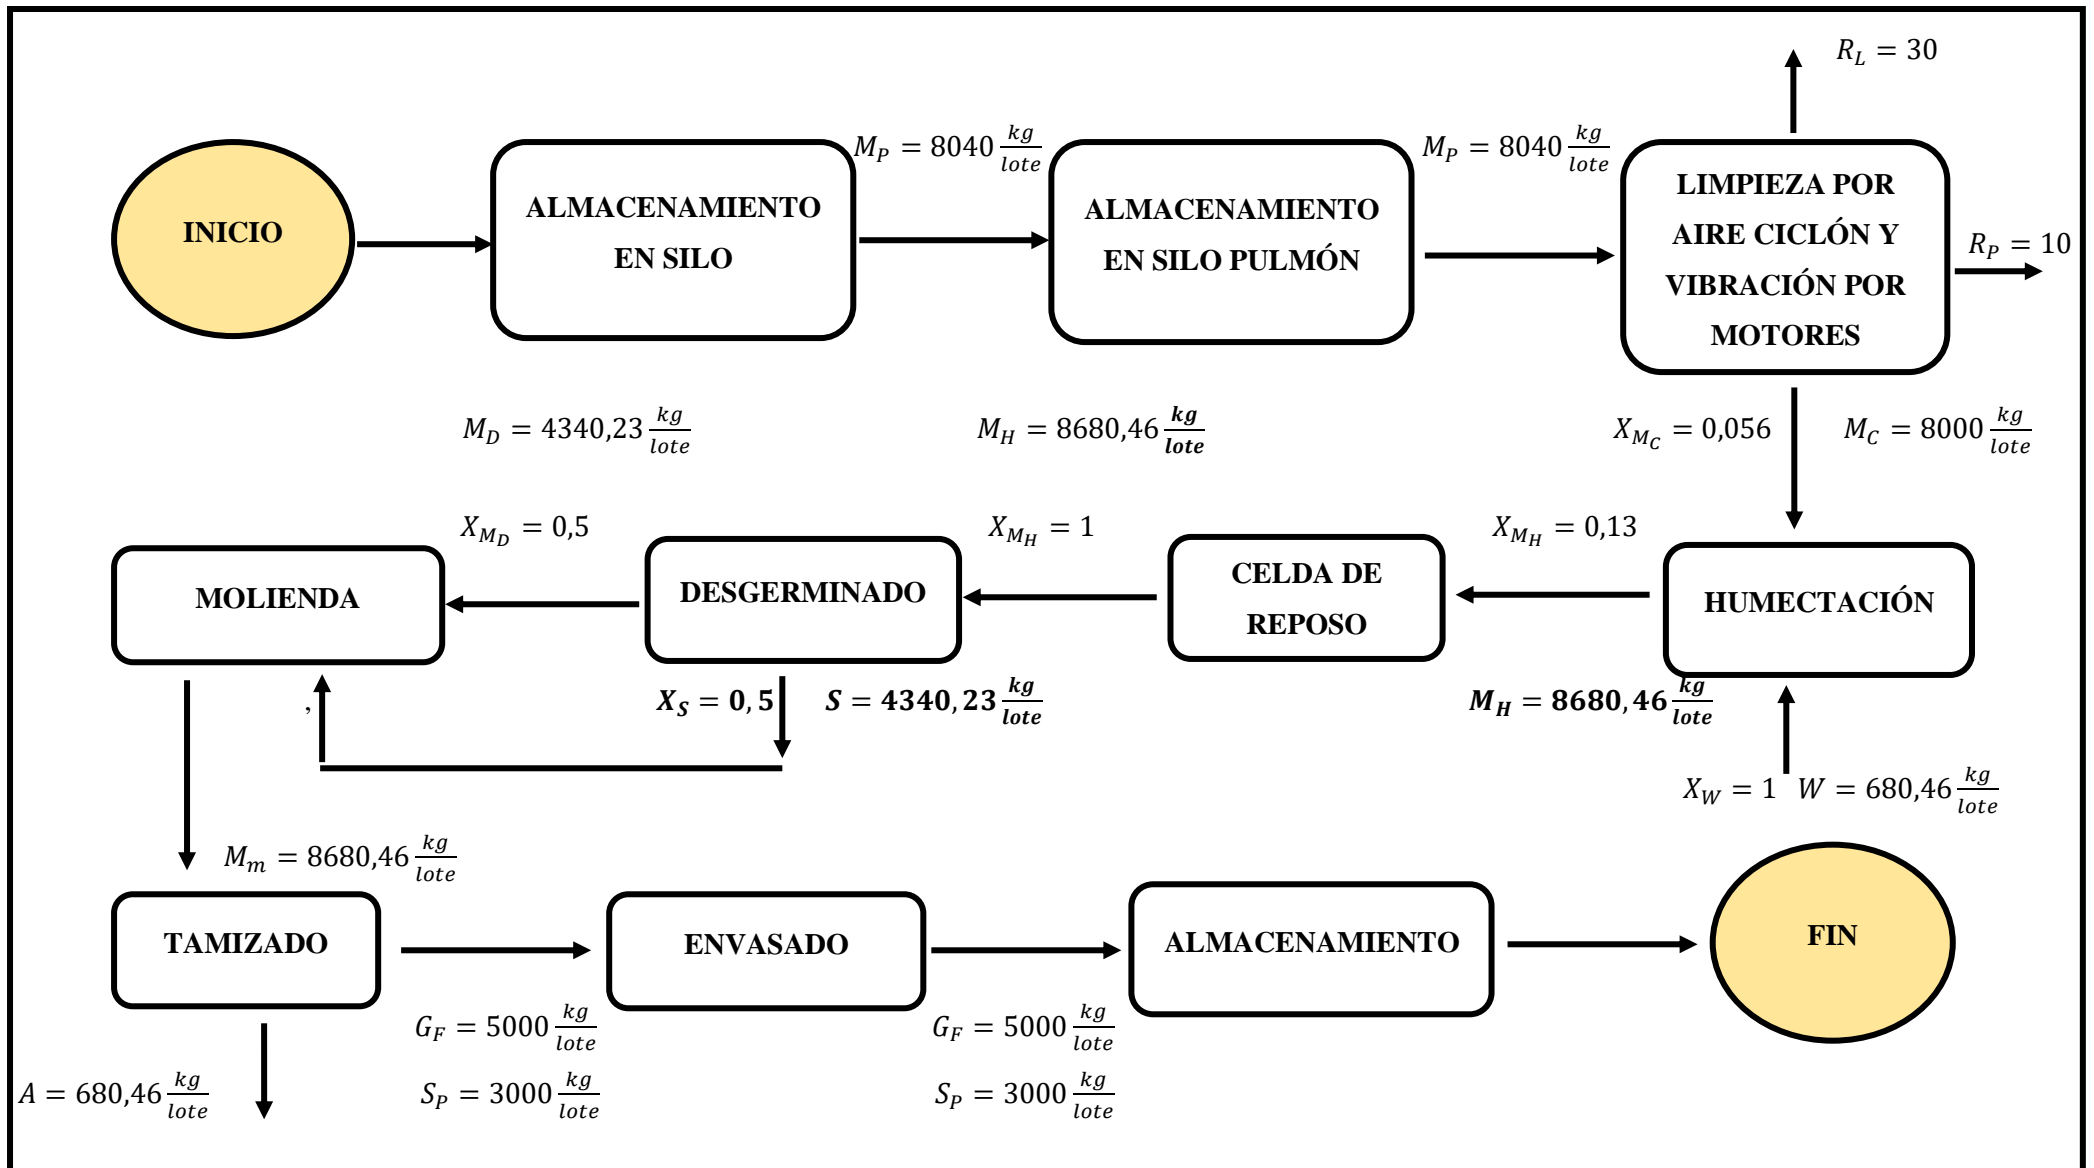 R_L = 30
INICIO
ALMACENAMIENTO
EN SILO
M_P = 8040 kg/lote
ALMACENAMIENTO
EN SILO PULMÓN
M_P = 8040 kg/lote
LIMPIEZA POR
AIRE CICLÓN Y
VIBRACIÓN POR
MOTORES
R_P = 10
M_D = 4340,23 kg/lote
M_H = 8680,46 kg/lote
X_{M_C} = 0,056
M_C = 8000 kg/lote
X_{M_D} = 0,5
X_{M_H} = 1
X_{M_H} = 0,13
MOLIENDA
DESGERMINADO
CELDA DE
REPOSO
HUMECTACIÓN
,
X_S = 0,5
S = 4340,23 kg/lote
M_H = 8680,46 kg/lote
X_W = 1
W = 680,46 kg/lote
M_m = 8680,46 kg/lote
TAMIZADO
ENVASADO
ALMACENAMIENTO
FIN
G_F = 5000 kg/lote
G_F = 5000 kg/lote
A = 680,46 kg/lote
S_P = 3000 kg/lote
S_P = 3000 kg/lote